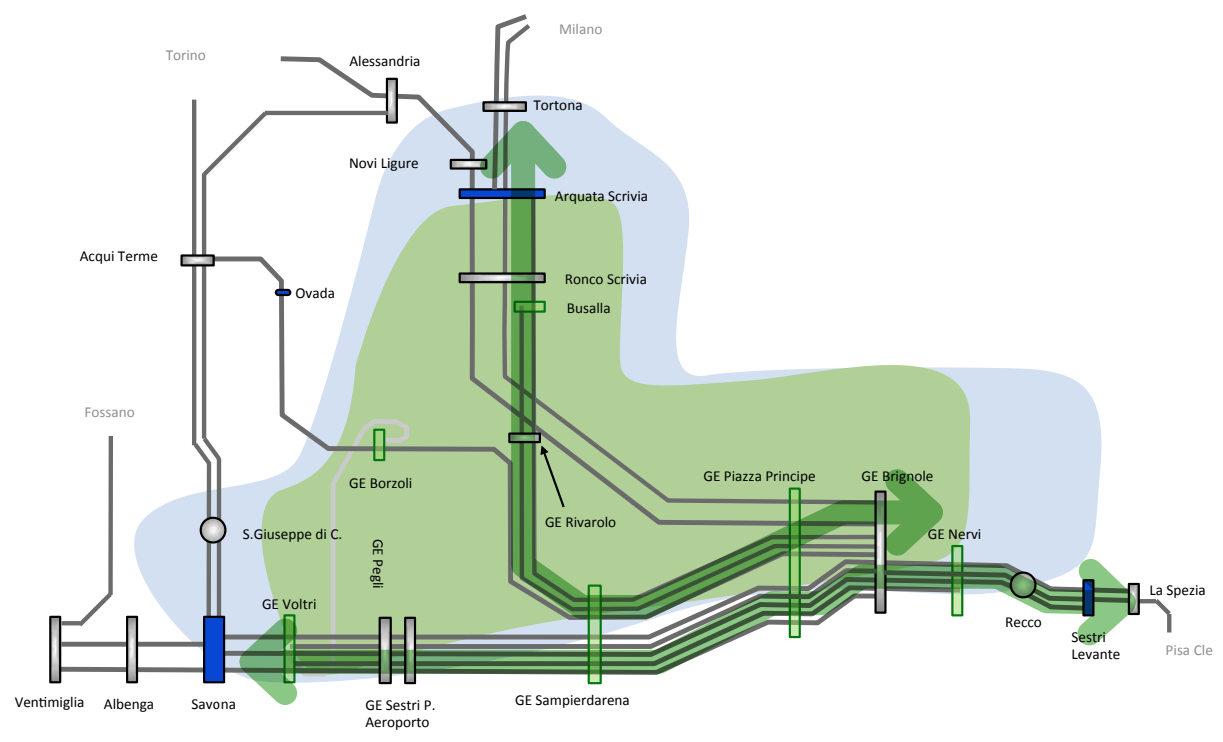 Milano
Torino
Alessandria
Tortona
Novi Ligure
Arquata Scrivia
Acqui Terme
Ronco Scrivia
Ovada
Busalla
Fossano
GE Piazza Principe
GE Brignole
GE Borzoli
GE Rivarolo
S.Giuseppe di C.
GE Nervi
GE Pegli
GE Voltri
La Spezia
Recco
Sestri
Levante
Pisa Cle
Ventimiglia
Albenga
Savona
GE Sestri P.
Aeroporto
GE Sampierdarena